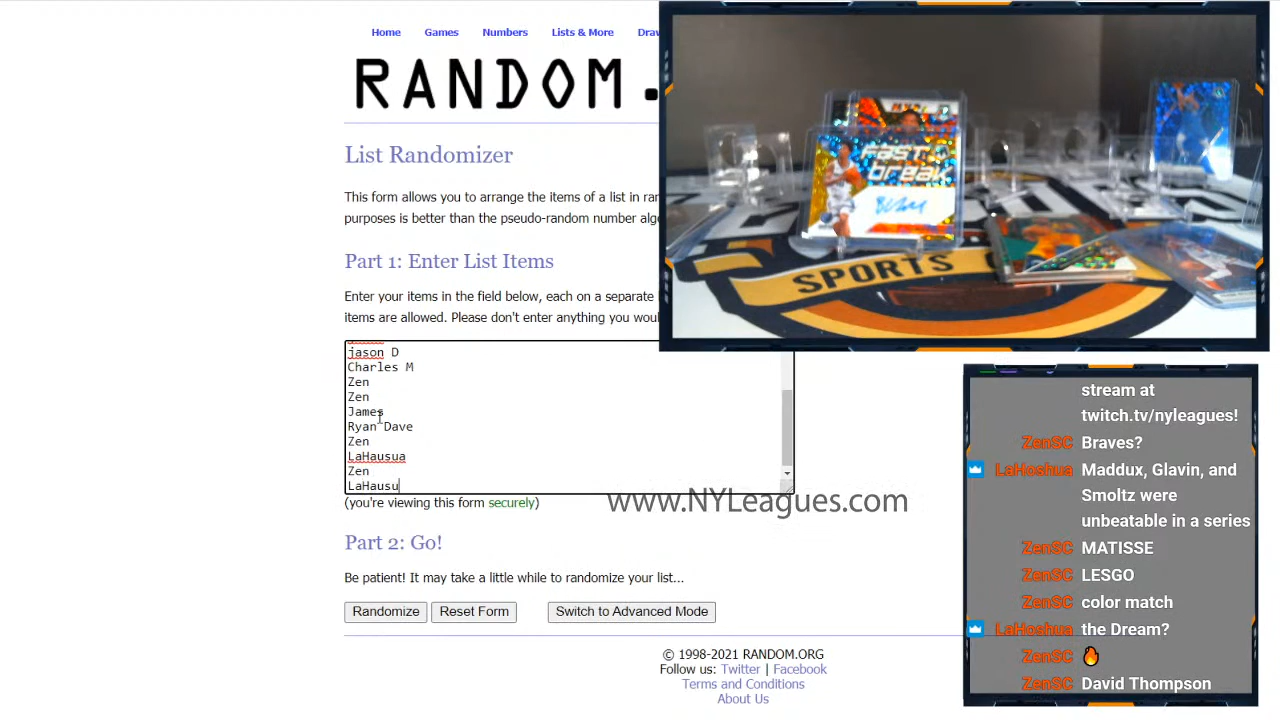 Home Games Numbers Lists & More Draw
RANDOM.
List Randomizer
This form allows you to arrange the items of a list in ran
purposes is better than the pseudo-random number algo
Part 1: Enter List Items
Enter your items in the field below, each on a separate l
items are allowed. Please don't enter anything you woul
jason D
Charles M
Zen
Zen
James
Ryan Dave
Zen
LaHausua
Zen
LaHausu
(you're viewing this form securely)
www.NYLeagues.com
Part 2: Go!
Be patient! It may take a little while to randomize your list...
Randomize Reset Form Switch to Advanced Mode
© 1998-2021 RANDOM.ORG
Follow us: Twitter | Facebook
Terms and Conditions
About Us
Fast
break
SPORTS
stream at
twitch.tv/nyleagues!
ZenSC Braves?
LaHoshua Maddux, Glavin, and
Smoltz were
unbeatable in a series
ZenSC MATISSE
ZenSC LESGO
ZenSC color match
LaHoshua the Dream?
ZenSC 🔥
ZenSC David Thompson